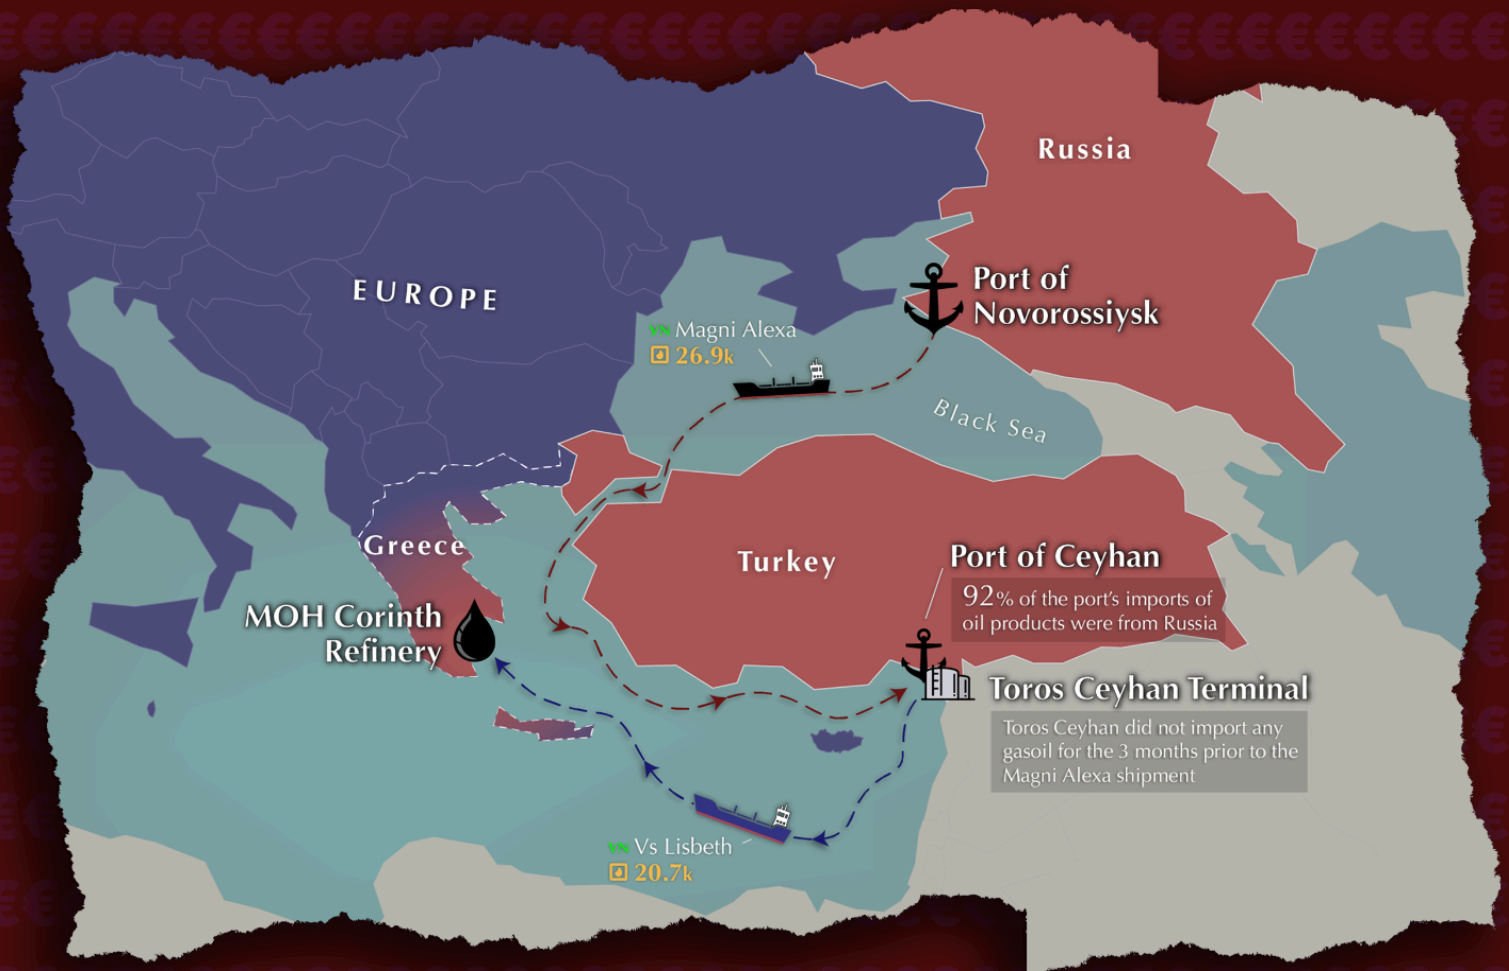 Russia
EUROPE
Port of
Novorossiysk
VN Magni Alexa
26.9k
Black Sea
Greece
Turkey
Port of Ceyhan
92% of the port's imports of
oil products were from Russia
MOH Corinth
Refinery
Toros Ceyhan Terminal
Toros Ceyhan did not import any
gasoil for the 3 months prior to the
Magni Alexa shipment
VN Vs Lisbeth
20.7k